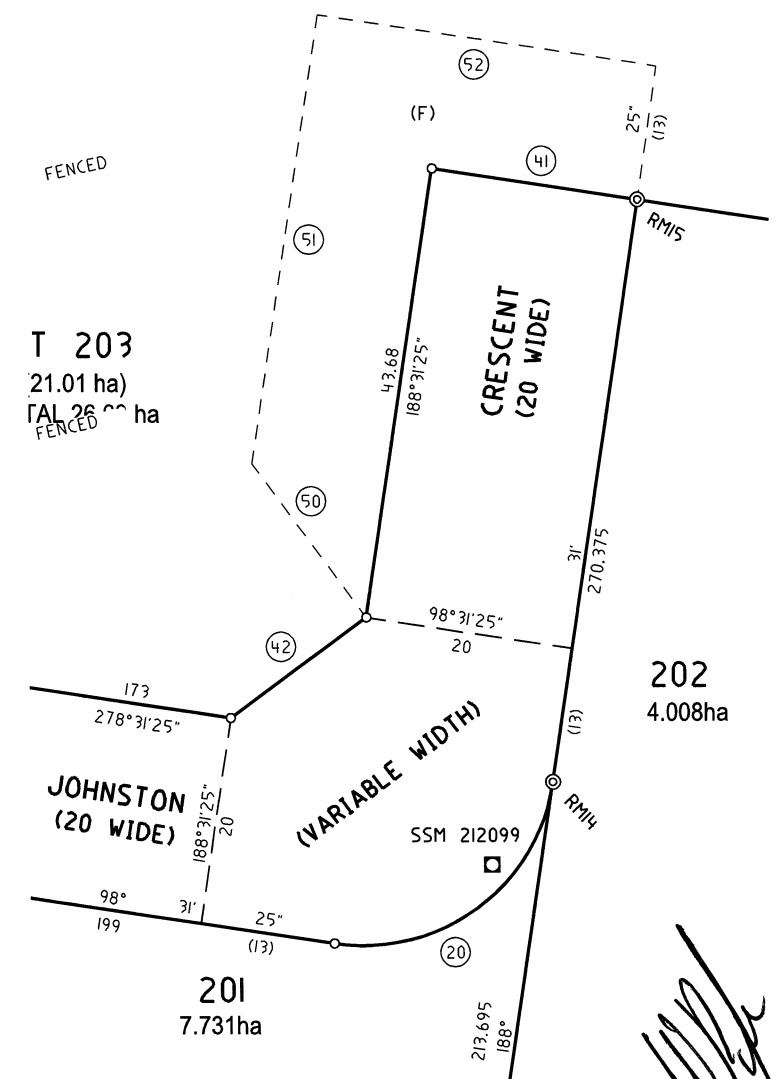 52
(F)
25"
(13)
FENCED
41
RM15
51
T 203
(21.01 ha)
TAL 26 ha
FENCED
CRESCENT
(20 WIDE)
43.68
188°31'25"
50
31'
270.375
98°31'25"
20
42
202
4.008ha
173
278°31'25"
(13)
(VARIABLE WIDTH)
JOHNSTON
(20 WIDE)
188°31'25"
20
RM14
SSM 212099
98°
199
31'
25"
(13)
20
201
7.731ha
213.695
188°